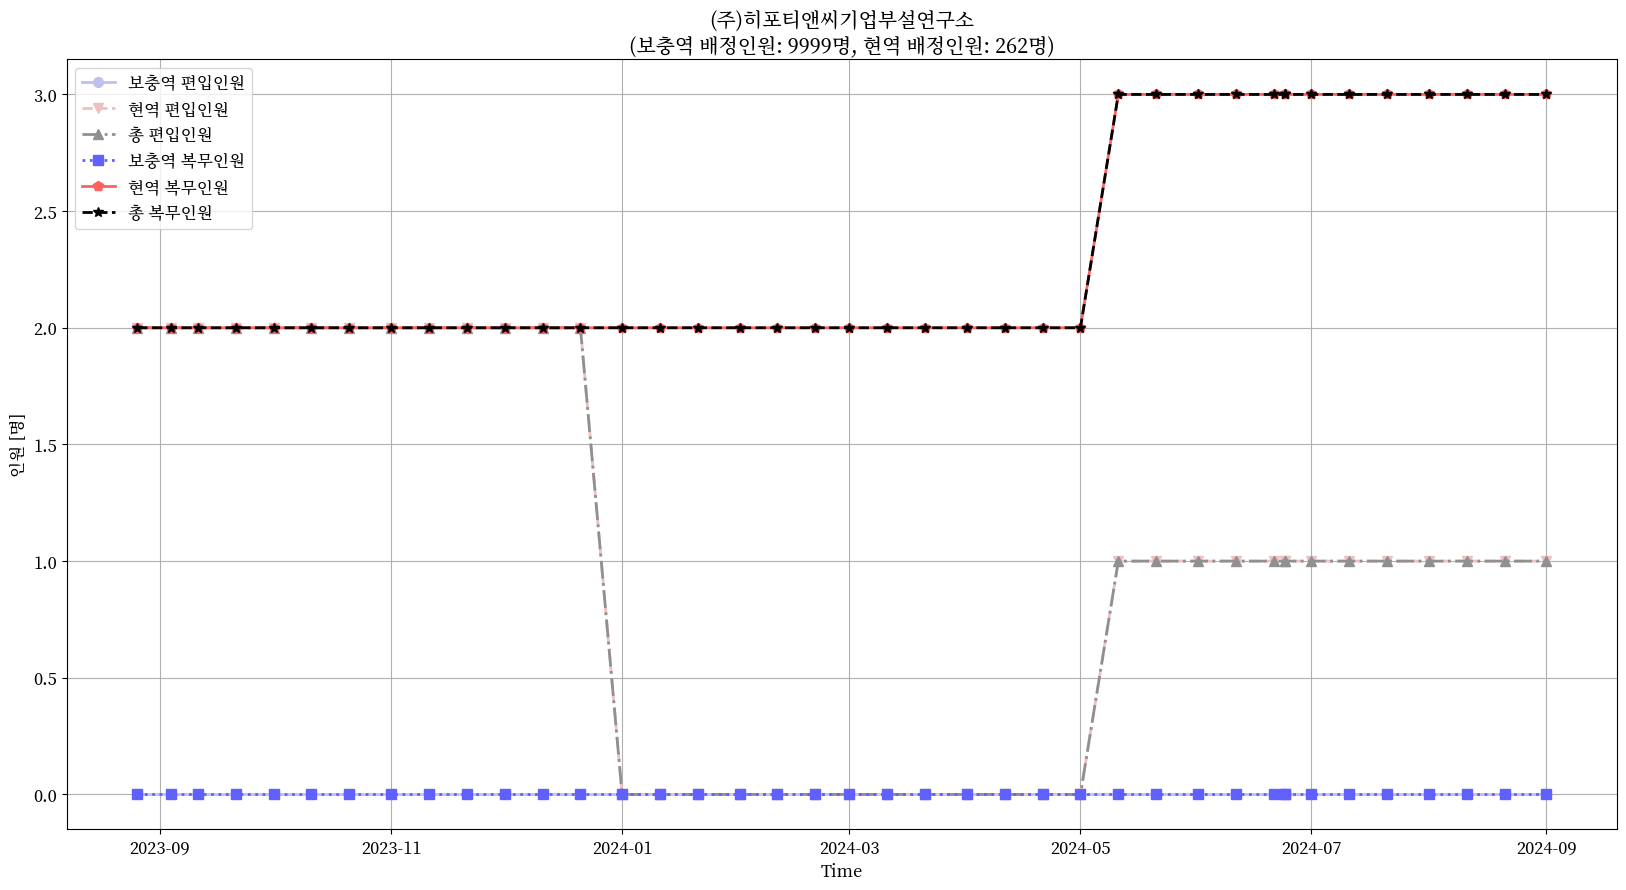 (주)히포티앤씨기업부설연구소
(보충역 배정인원: 9999명, 현역 배정인원: 262명)
보충역 편입인원
현역 편입인원
총 편입인원
보충역 복무인원
현역 복무인원
총 복무인원
3.0
2.5
2.0
1.5
1.0
0.5
0.0
인원 [명]
2023-09 2023-11 2024-01 2024-03 2024-05 2024-07 2024-09
Time